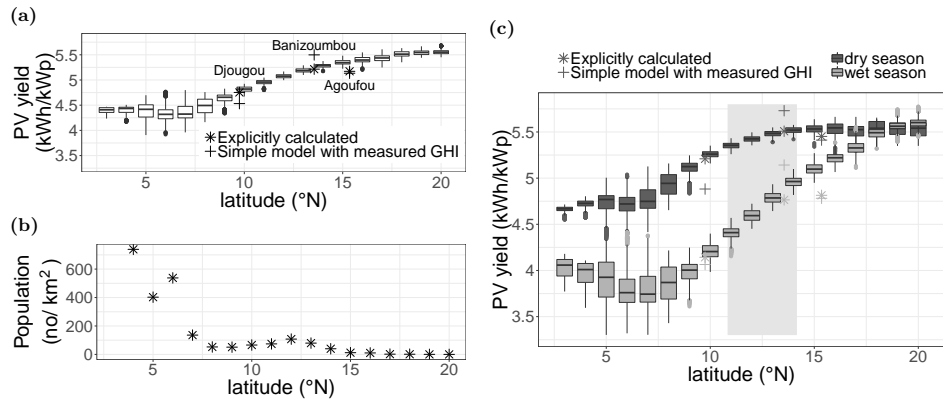 (a)
PV yield
(kWh/kWp)
5.5
5
4.5
4
3.5
Banizoumbou
Djougou
Agoufou
Explicitly calculated
Simple model with measured GHI
5
10
15
20
latitude (°N)
(b)
Population
(no/ km²)
600
400
200
0
5
10
15
20
latitude (°N)
(c)
Explicitly calculated
Simple model with measured GHI
dry season
wet season
PV yield (kWh/kWp)
5.5
5
4.5
4
3.5
5
10
15
20
latitude (°N)